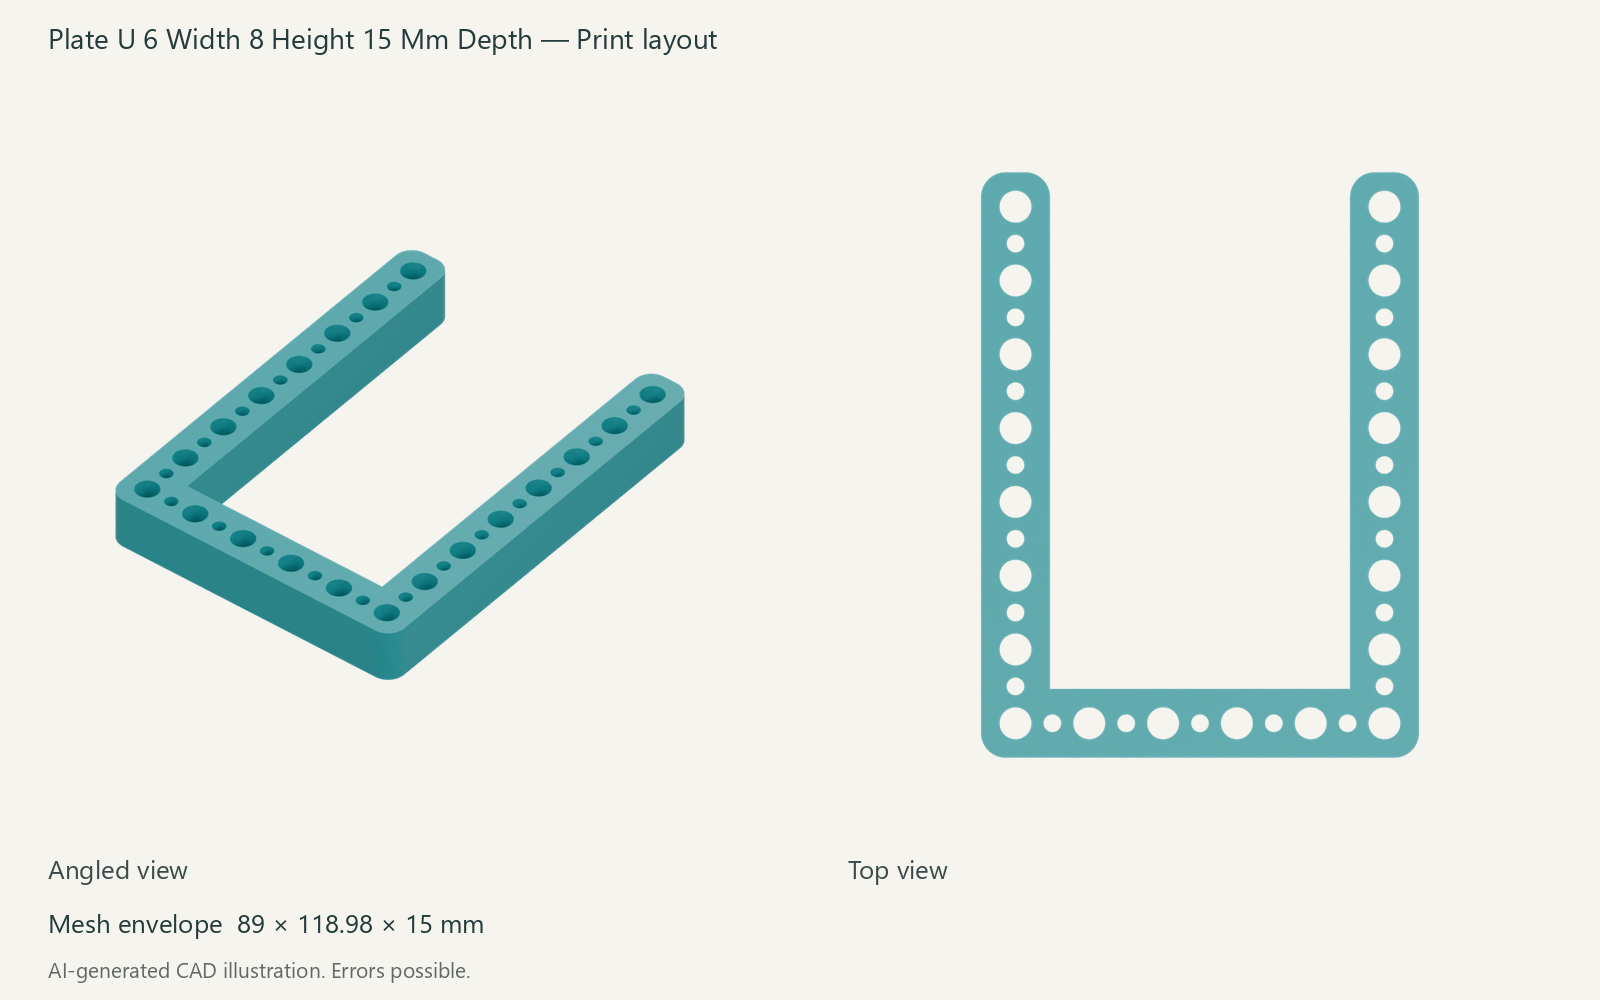 Plate U 6 Width 8 Height 15 Mm Depth — Print layout
Angled view
Top view
Mesh envelope  89 × 118.98 × 15 mm
AI-generated CAD illustration. Errors possible.